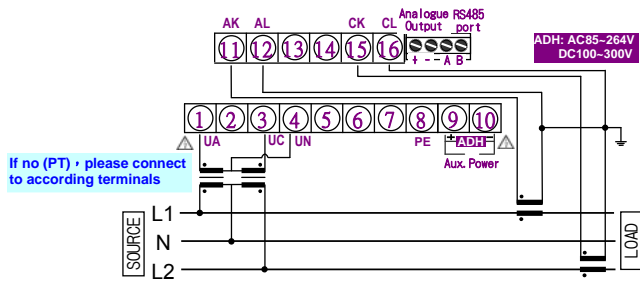 AK AL CK CL
Analogue RS485
Output port
11 12 13 14 15 16
+ - - A B -
ADH: AC85~264V
DC100~300V
1 2 3 4 5 6 7 8 9 10
UA UC UN PE + ADH -
Aux. Power
If no (PT)，please connect
to according terminals
SOURCE
L1
N
L2
LOAD